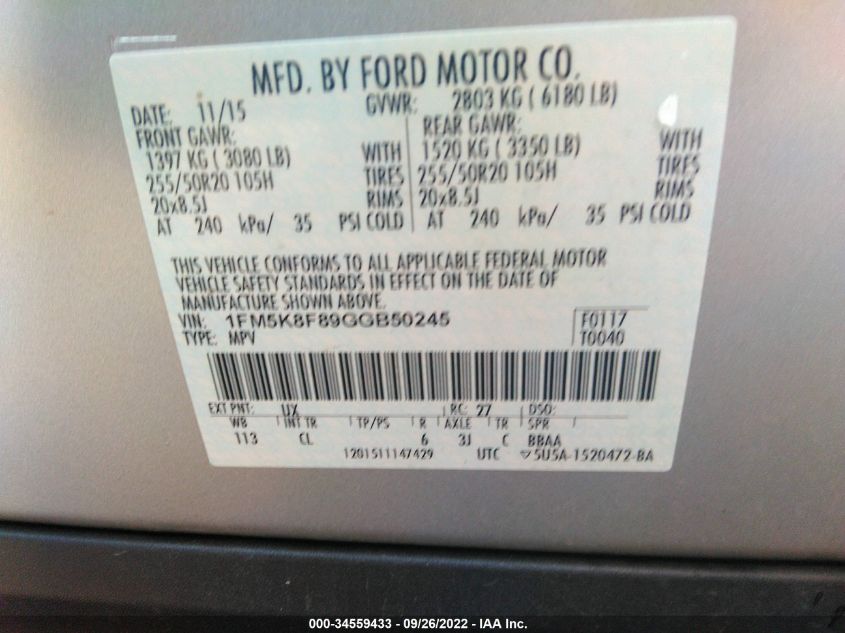 MFD. BY FORD MOTOR CO.
DATE: 11/15 GVWR: 2803 KG ( 6180 LB)
FRONT GAWR: REAR GAWR:
1397 KG ( 3080 LB) WITH 1520 KG ( 3350 LB) WITH
255/50R20 105H TIRES 255/50R20 105H TIRES
20x8.5J RIMS 20x8.5J RIMS
AT 240 kPa/ 35 PSI COLD AT 240 kPa/ 35 PSI COLD
THIS VEHICLE CONFORMS TO ALL APPLICABLE FEDERAL MOTOR
VEHICLE SAFETY STANDARDS IN EFFECT ON THE DATE OF
MANUFACTURE SHOWN ABOVE.
VIN: 1FM5K8F89GGB50245 F0117
TYPE: MPV T0040
EXT PNT: UX RC: 27 DSO:
WB INT TR TP/PS R AXLE TR SPR
113 CL 6 3J C BBAA
1201511147429 UTC ▽5U5A-1520472-BA
000-34559433 - 09/26/2022 - IAA Inc.